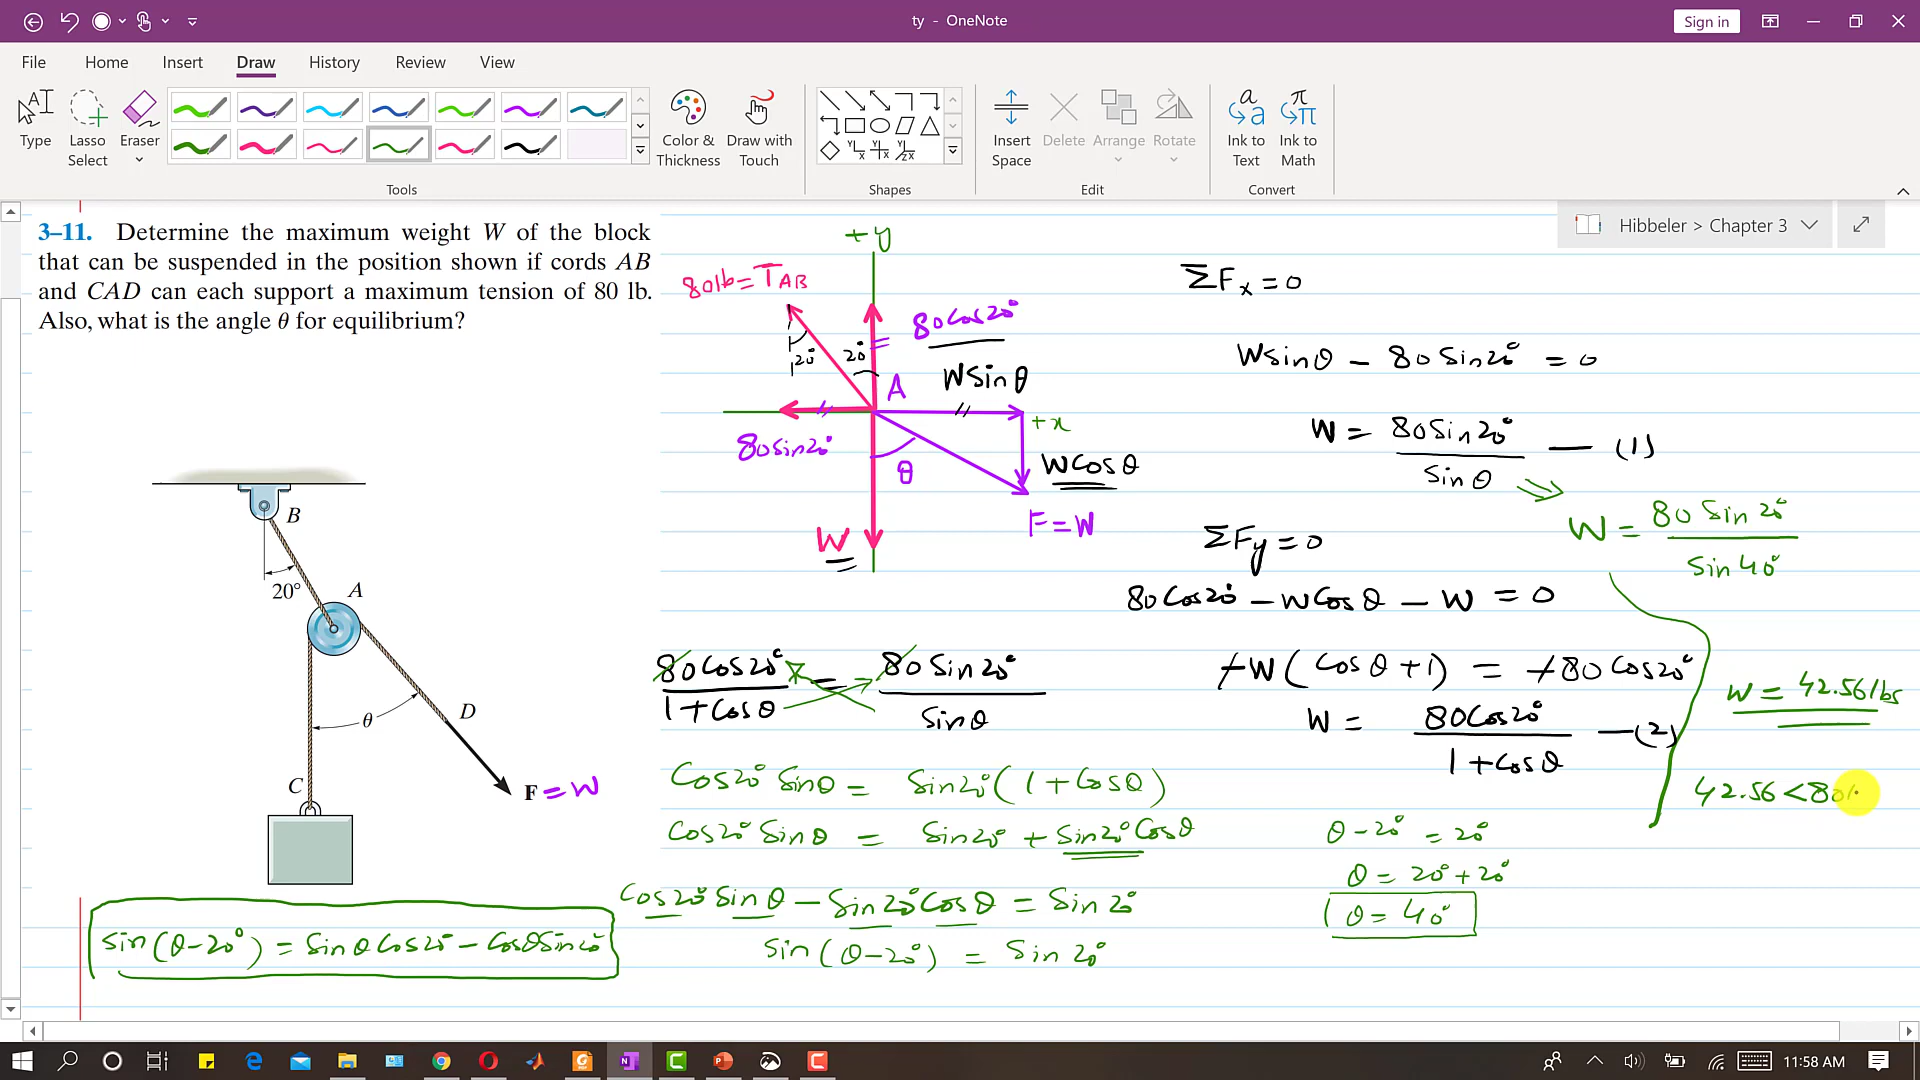 ty - OneNote
Sign in
File Home Insert Draw History Review View
Type
Lasso Select
Eraser
Color & Thickness
Draw with Touch
Insert Space
Delete
Arrange
Rotate
Ink to Text
Ink to Math
Tools
Shapes
Edit
Convert
Hibbeler > Chapter 3
3–11. Determine the maximum weight W of the block
that can be suspended in the position shown if cords AB
and CAD can each support a maximum tension of 80 lb.
Also, what is the angle θ for equilibrium?
B
20°
A
θ
D
C
F = W
+y
80lb = T_AB
80cos20°
20°
20°
A
Wsinθ
+x
80sin20°
θ
Wcosθ
F = W
W
ΣFx = 0
Wsinθ – 80sin20° = 0
W = 80sin20° / sinθ — (1)
W = 80 sin20° / sin40°
ΣFy = 0
80cos20° – Wcosθ – W = 0
-W(cosθ+1) = -80cos20°
W = 80cos20° / 1+cosθ — (2)
W = 42.56lbs
42.56 < 80
80cos20° / 1+cosθ = 80sin20° / sinθ
cos20° sinθ = sin20°(1+cosθ)
cos20° sinθ = sin20° + sin20°cosθ
cos20° sinθ – sin20°cosθ = sin20°
sin(θ–20°) = sin20°
sin(θ–20°) = sinθcos20° – cosθsin20°
θ–20° = 20°
θ = 20°+20°
θ = 40°
11:58 AM